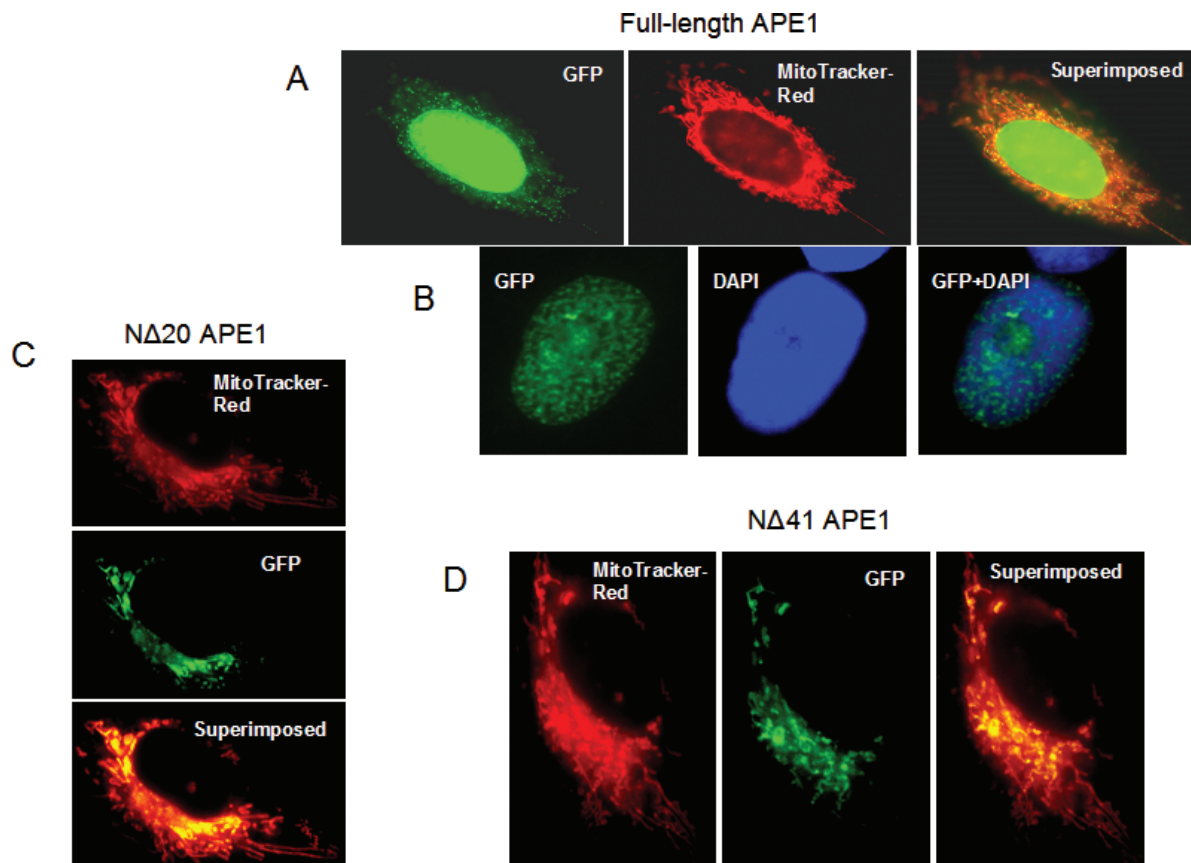 Full-length APE1
A
GFP
MitoTracker-
Red
Superimposed
B
GFP
DAPI
GFP+DAPI
C
NΔ20 APE1
MitoTracker-
Red
GFP
Superimposed
NΔ41 APE1
D
MitoTracker-
Red
GFP
Superimposed